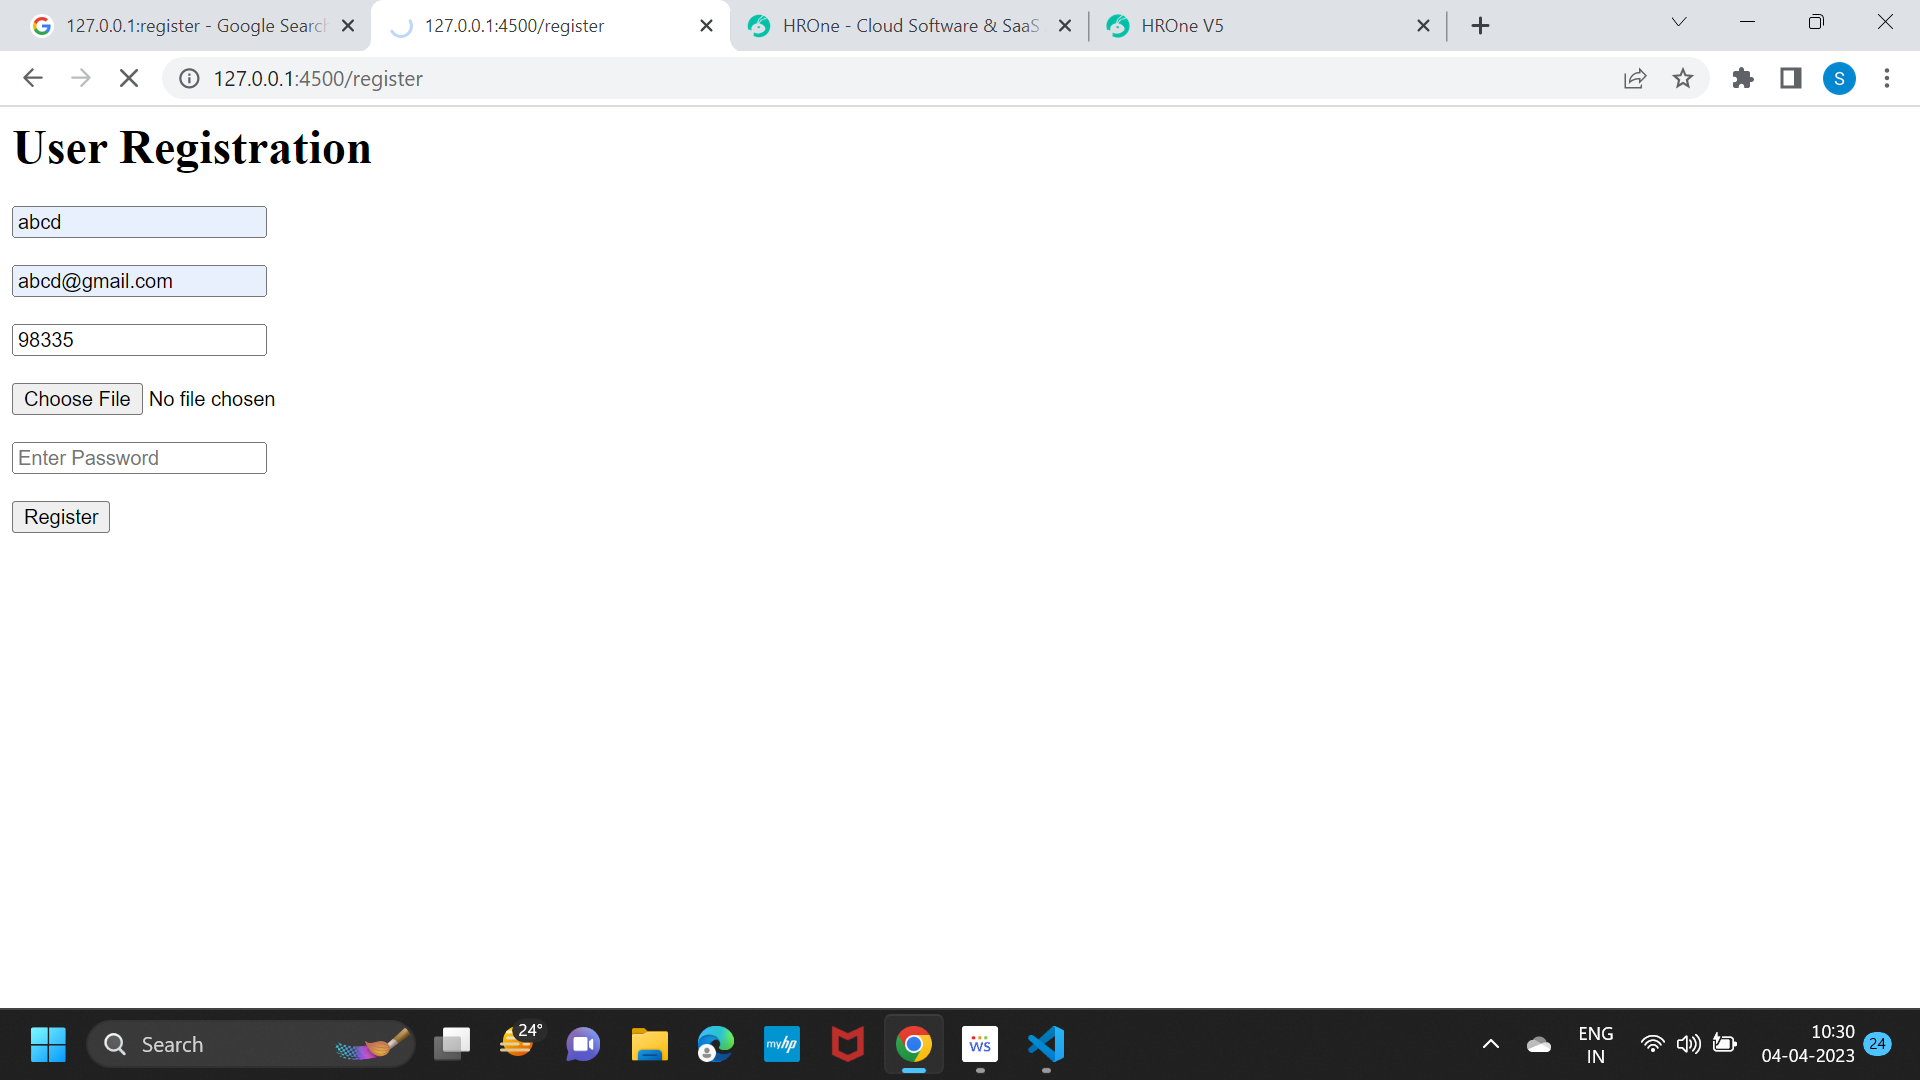 127.0.0.1:register - Google Search
127.0.0.1:4500/register
HROne - Cloud Software & SaaS
HROne V5
127.0.0.1:4500/register
S
User Registration
abcd
abcd@gmail.com
98335
Choose File No file chosen
Enter Password
Register
Search
24°
myhp
WS
ENG
IN
10:30
04-04-2023
24